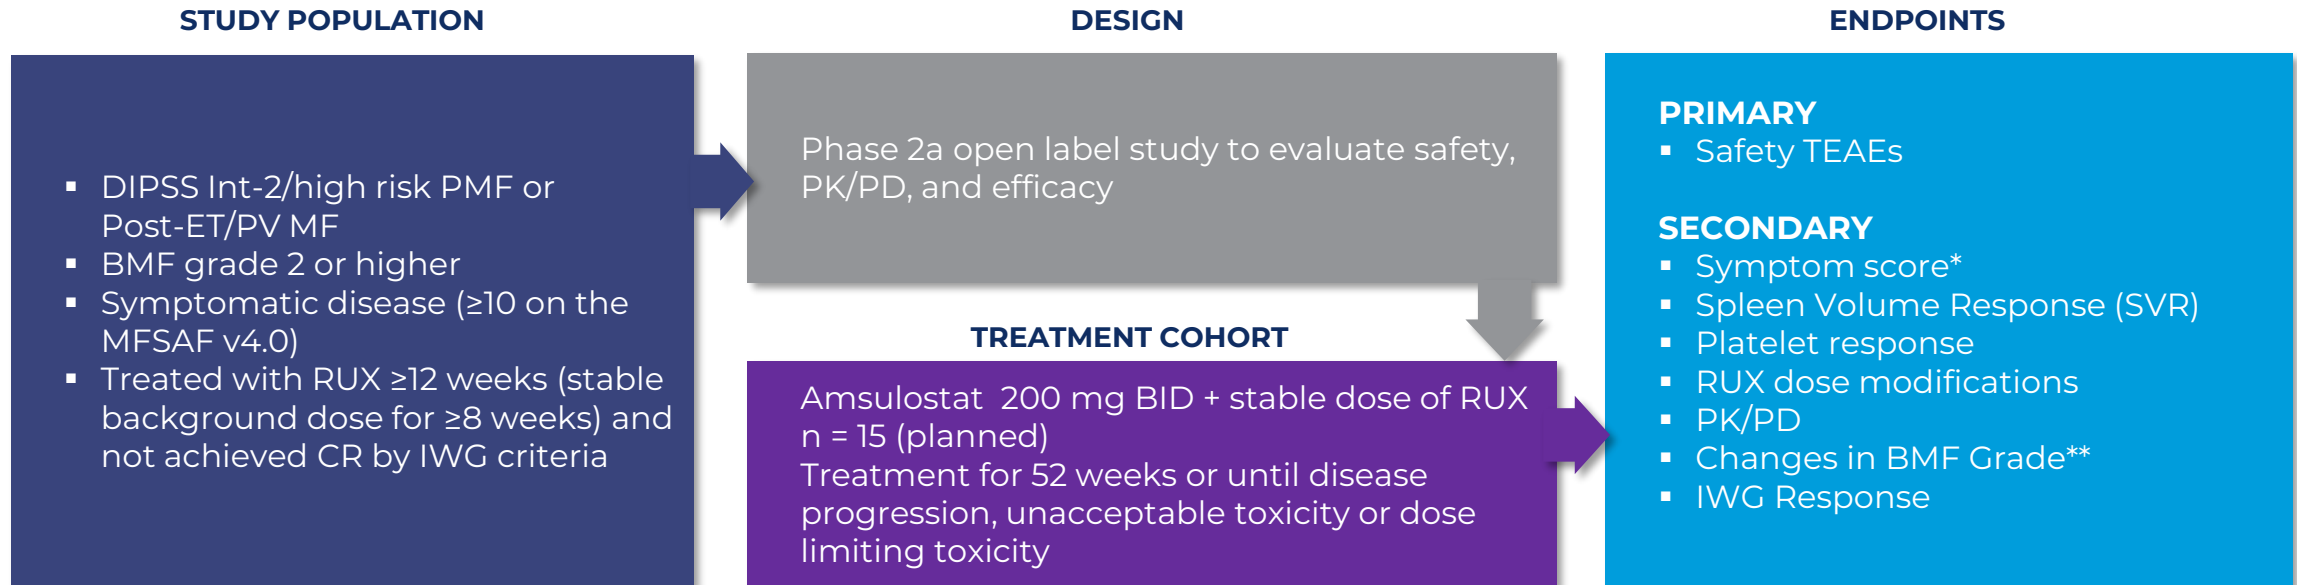 STUDY POPULATION
▪ DIPSS Int-2/high risk PMF or
Post-ET/PV MF
▪ BMF grade 2 or higher
▪ Symptomatic disease (≥10 on the
MFSAF v4.0)
▪ Treated with RUX ≥12 weeks (stable
background dose for ≥8 weeks) and
not achieved CR by IWG criteria
DESIGN
Phase 2a open label study to evaluate safety,
PK/PD, and efficacy
TREATMENT COHORT
Amsulostat 200 mg BID + stable dose of RUX
n = 15 (planned)
Treatment for 52 weeks or until disease
progression, unacceptable toxicity or dose
limiting toxicity
ENDPOINTS
PRIMARY
▪ Safety TEAEs
SECONDARY
▪ Symptom score*
▪ Spleen Volume Response (SVR)
▪ Platelet response
▪ RUX dose modifications
▪ PK/PD
▪ Changes in BMF Grade**
▪ IWG Response